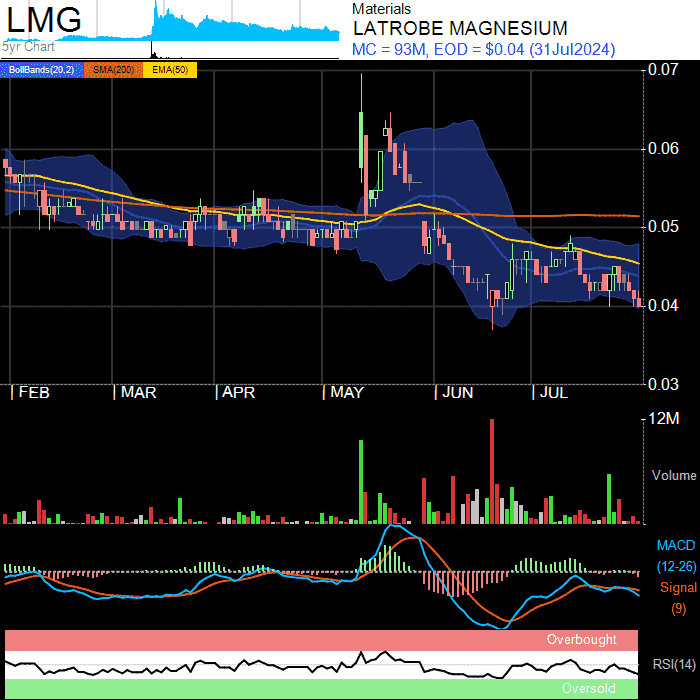 LMG
5yr Chart
Materials
LATROBE MAGNESIUM
MC = 93M, EOD = $0.04 (31Jul2024)
BollBands(20,2) SMA(200) EMA(50)
0.07
0.06
0.05
0.04
0.03
| FEB | MAR | APR | MAY | JUN | JUL
12M
Volume
MACD
(12-26)
Signal
(9)
Overbought
RSI(14)
Oversold